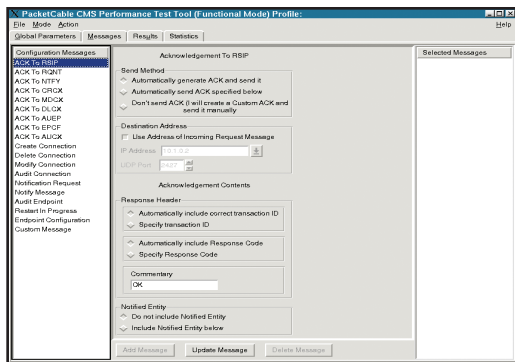 PacketCable CMS Performance Test Tool (Functional Mode) Profile:
File Mode Action Help
Global Parameters Messages Results Statistics
Configuration Messages
ACK To RSIP
ACK To RQNT
ACK To NTFY
ACK To CRCX
ACK To MDCX
ACK To DLCX
ACK To AUEP
ACK To EPCF
ACK To AUCX
Create Connection
Delete Connection
Modify Connection
Audit Connection
Notification Request
Notify Message
Audit Endpoint
Restart In Progress
Endpoint Configuration
Custom Message
Acknowledgement To RSIP
Send Method
Automatically generate ACK and send it
Automatically send ACK specified below
Don't send ACK (I will create a Custom ACK and
send it manually
Destination Address
Use Address of Incoming Request Message
IP Address 10.1.0.2
UDP Port 2427
Acknowledgement Contents
Response Header
Automatically include correct transaction ID
Specify transaction ID
Automatically include Response Code
Specify Response Code
Commentary
OK
Notified Entity
Do not include Notified Entity
Include Notified Entity below
Add Message Update Message Delete Message
Selected Messages